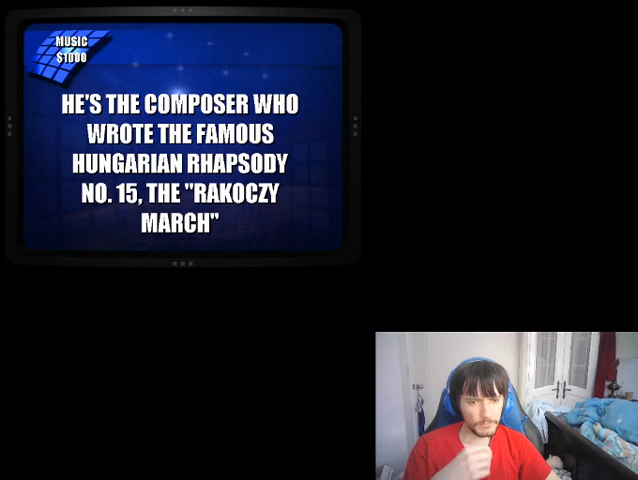 MUSIC
$1000
HE'S THE COMPOSER WHO
WROTE THE FAMOUS
HUNGARIAN RHAPSODY
NO. 15, THE "RAKOCZY
MARCH"